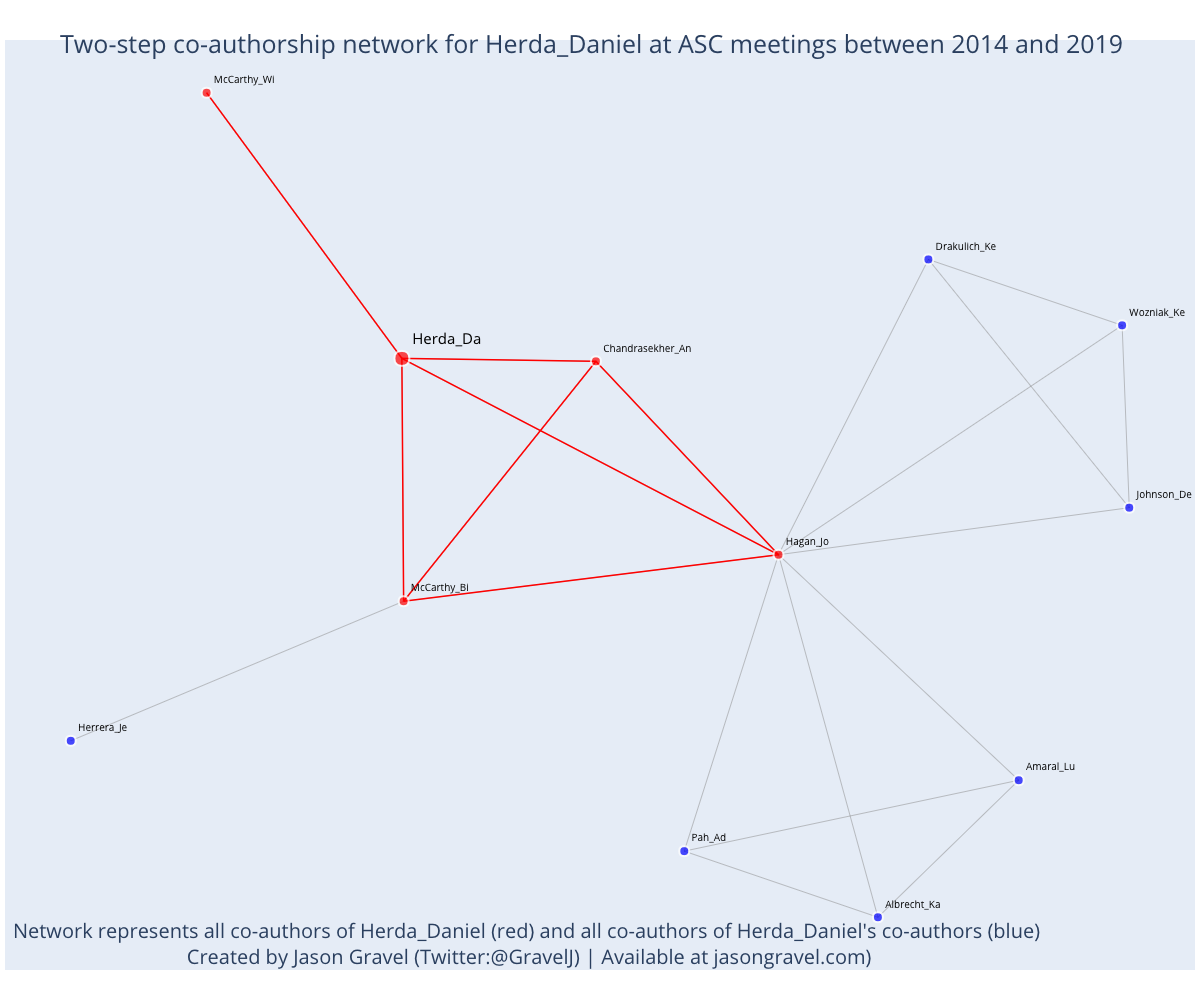 Two-step co-authorship network for Herda_Daniel at ASC meetings between 2014 and 2019
McCarthy_Wi
Drakulich_Ke
Wozniak_Ke
Herda_Da
Chandrasekher_An
Johnson_De
Hagan_Jo
McCarthy_Bi
Herrera_Je
Amaral_Lu
Pah_Ad
Albrecht_Ka
Network represents all co-authors of Herda_Daniel (red) and all co-authors of Herda_Daniel's co-authors (blue)
Created by Jason Gravel (Twitter:@GravelJ) | Available at jasongravel.com)